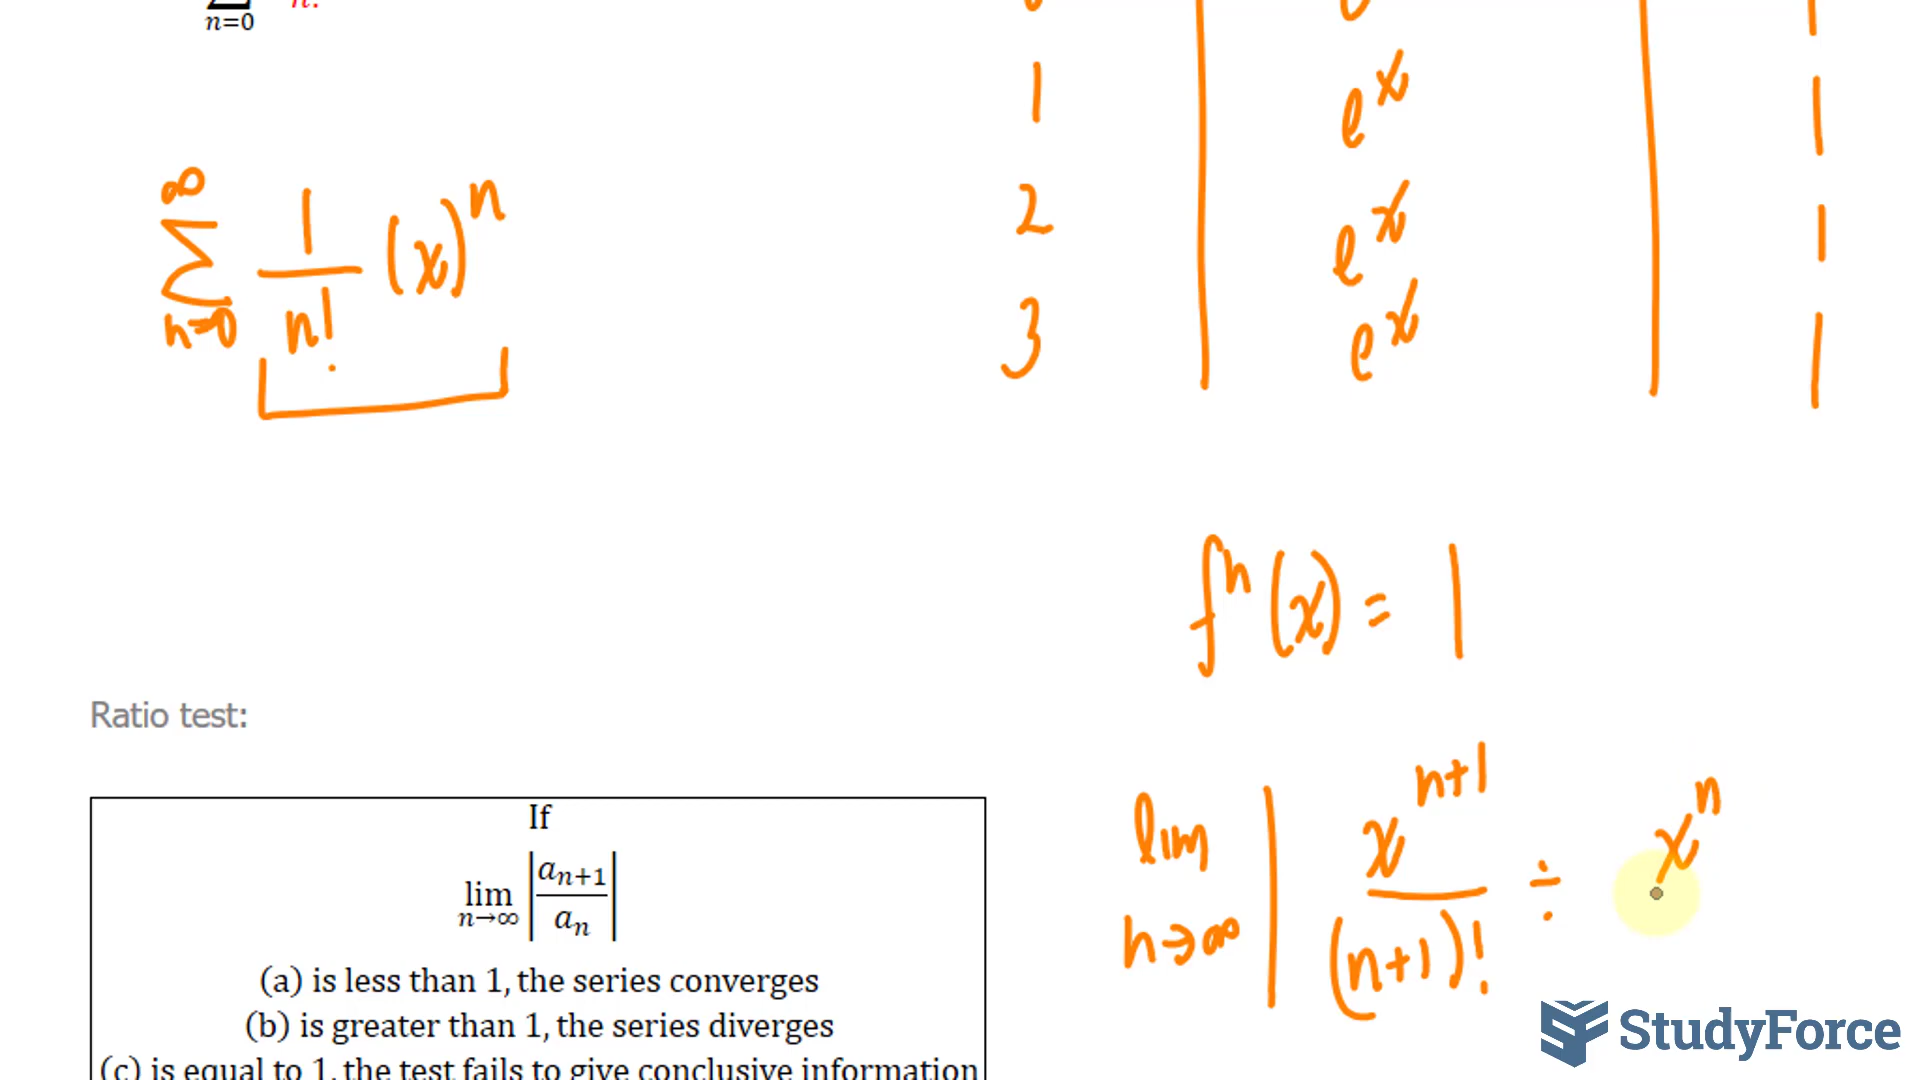 n=0
1 e^x 1
∞
∑ 1/n! (x)^n
n=0
2 e^x 1
3 e^x 1
f^n (x) = 1
Ratio test:
If
lim n→∞ |a_{n+1}/a_n|
(a) is less than 1, the series converges
(b) is greater than 1, the series diverges
(c) is equal to 1, the test fails to give conclusive information
lim n→∞ | x^{n+1}/(n+1)! ÷ x^n
StudyForce